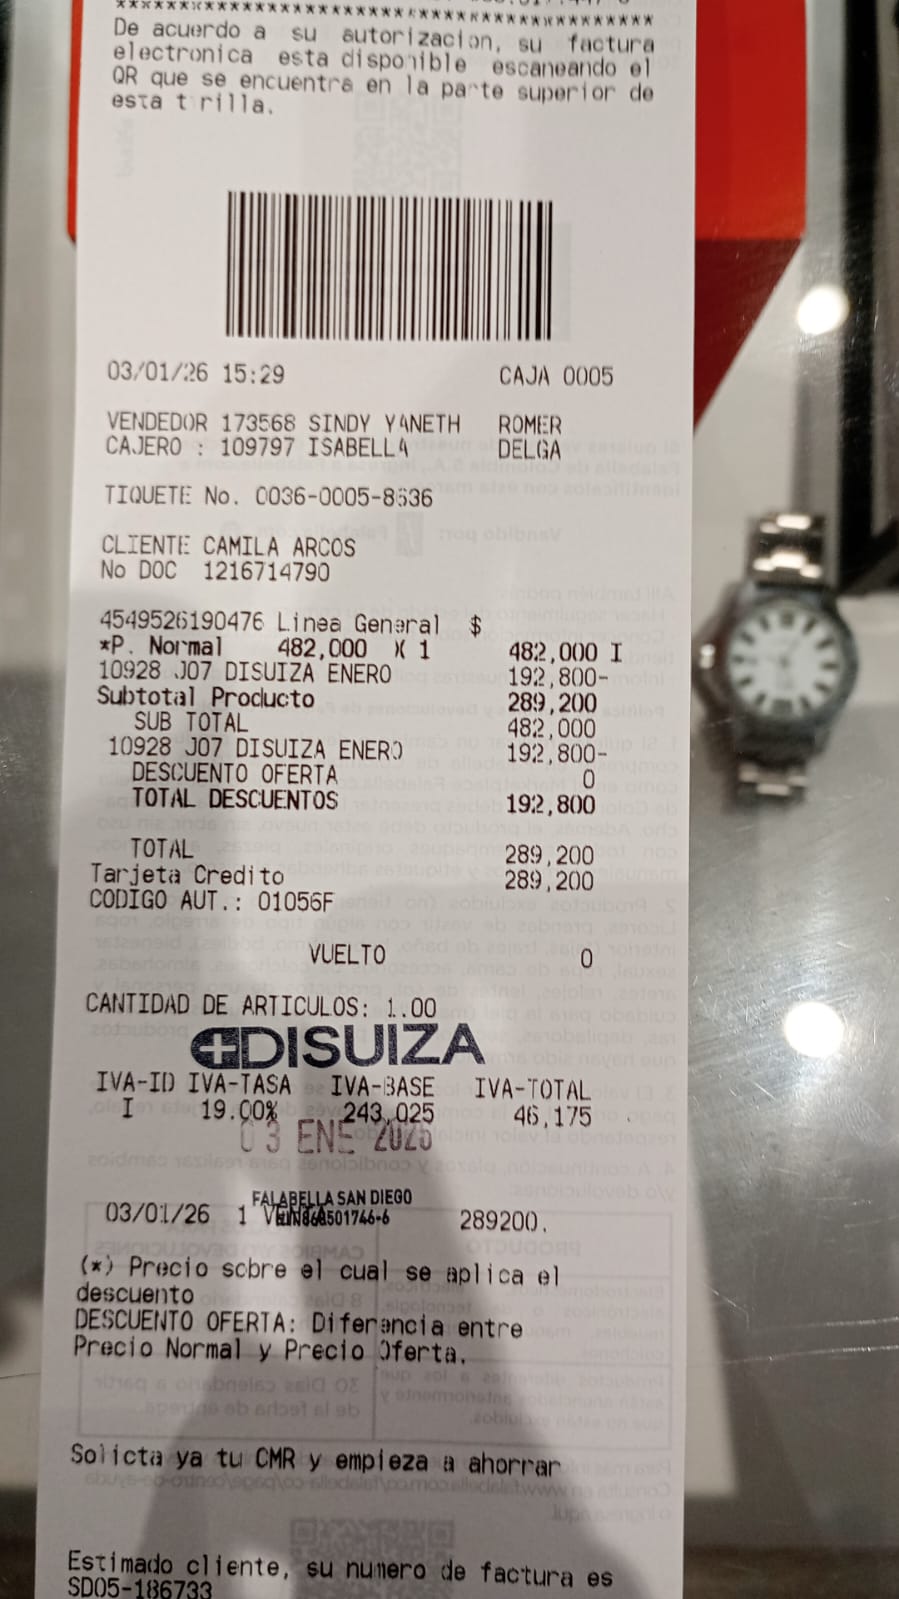 ****************************************
De acuerdo a su autorizacion, su factura
electronica esta disponible escaneando el
QR que se encuentra en la parte superior de
esta t rilla.
03/01/26 15:29 CAJA 0005
VENDEDOR 173568 SINDY YANETH ROMER
CAJERO : 109797 ISABELLA DELGA
TIQUETE No. 0036-0005-8636
CLIENTE CAMILA ARCOS
No DOC 1216714790
4549526190476 Linea General $
*P. Normal 482,000 X 1 482,000 I
10928 J07 DISUIZA ENERO 192,800-
Subtotal Producto 289,200
SUB TOTAL 482,000
10928 J07 DISUIZA ENERO 192,800-
DESCUENTO OFERTA 0
TOTAL DESCUENTOS 192,800
TOTAL 289,200
Tarjeta Credito 289,200
CODIGO AUT.: 01056F
VUELTO 0
CANTIDAD DE ARTICULOS: 1.00
DISUIZA
IVA-ID IVA-TASA IVA-BASE IVA-TOTAL
I 19.00% 243,025 46,175
03 ENE 2026
FALABELLA SAN DIEGO
03/01/26 1 289200.
(*) Precio sobre el cual se aplica el
descuento
DESCUENTO OFERTA: Diferencia entre
Precio Normal y Precio Oferta.
Solicta ya tu CMR y empieza a ahorrar
Estimado cliente, su numero de factura es
SD05-186733